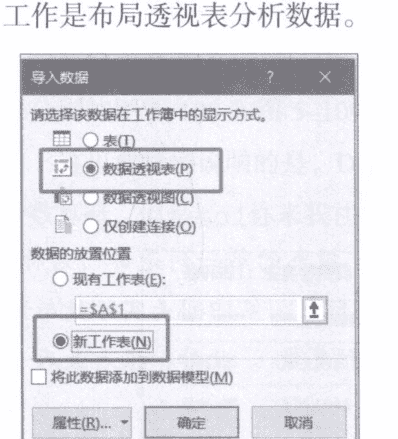 工作是布局透视表分析数据。
导入数据 ? ×
请选择该数据在工作簿中的显示方式。
表(T)
数据透视表(P)
数据透视图(C)
仅创建连接(O)
数据的放置位置
现有工作表(E):
=$A$1
新工作表(N)
将此数据添加到数据模型(M)
属性(R)... 确定 取消